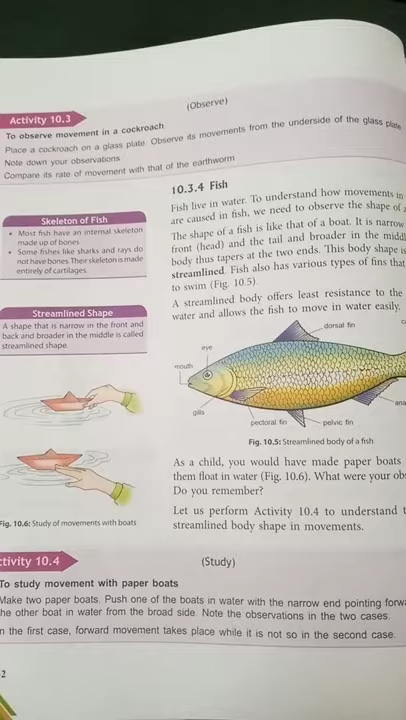 Activity 10.3
(Observe)
To observe movement in a cockroach
Place a cockroach on a glass plate. Observe its movements from the underside of the glass plate
Note down your observations
Compare its rate of movement with that of the earthworm
Skeleton of Fish
• Most fish have an internal skeleton
made up of bones
• Some fishes like sharks and rays do
not have bones. Their skeleton is made
entirely of cartilages.
Streamlined Shape
A shape that is narrow in the front and
back and broader in the middle is called
streamlined shape.
Fig. 10.6: Study of movements with boats
10.3.4 Fish
Fish live in water. To understand how movements in
are caused in fish, we need to observe the shape of a
The shape of a fish is like that of a boat. It is narrow
front (head) and the tail and broader in the middl
body thus tapers at the two ends. This body shape is
streamlined. Fish also has various types of fins that
to swim (Fig. 10.5).
A streamlined body offers least resistance to the
water and allows the fish to move in water easily.
dorsal fin
eye
mouth
gills
pectoral fin
pelvic fin
ana
Fig. 10.5: Streamlined body of a fish
As a child, you would have made paper boats
them float in water (Fig. 10.6). What were your obs
Do you remember?
Let us perform Activity 10.4 to understand t
streamlined body shape in movements.
ctivity 10.4
(Study)
To study movement with paper boats
Make two paper boats. Push one of the boats in water with the narrow end pointing forwa
he other boat in water from the broad side. Note the observations in the two cases.
n the first case, forward movement takes place while it is not so in the second case.
2